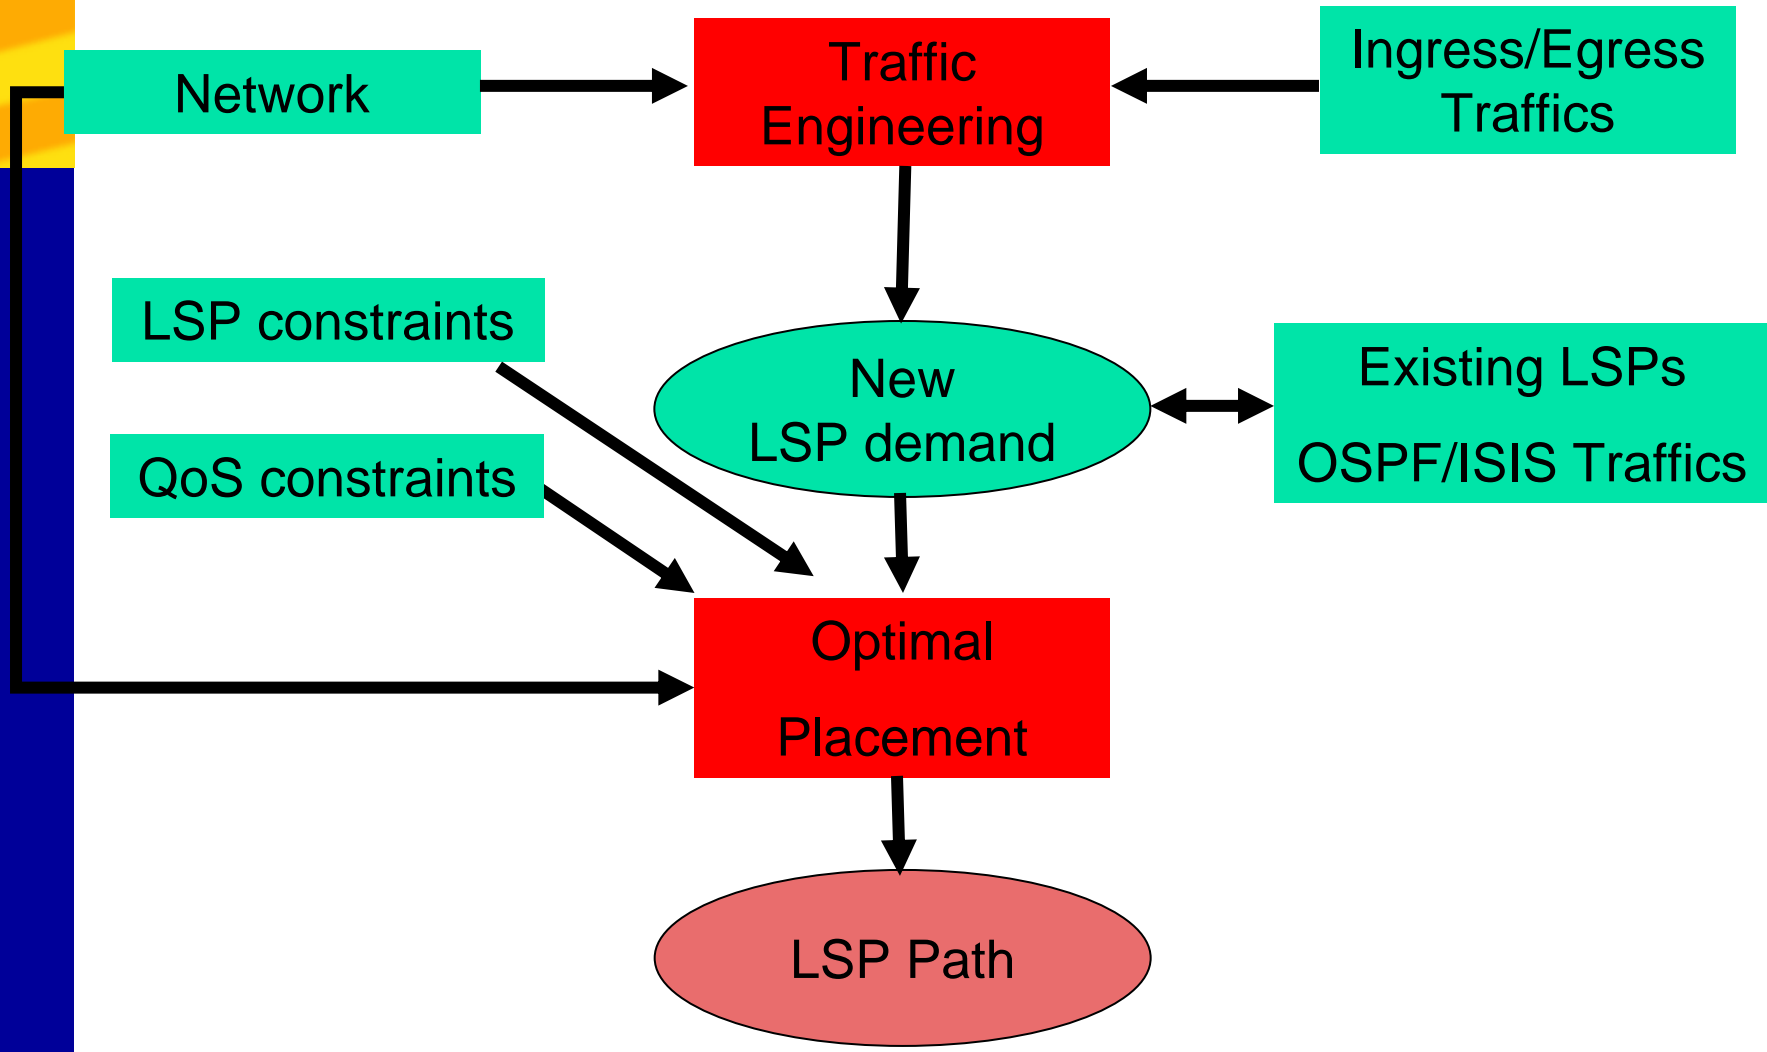 Network
Traffic
Engineering
Ingress/Egress
Traffics
LSP constraints
New
LSP demand
Existing LSPs
OSPF/ISIS Traffics
QoS constraints
Optimal
Placement
LSP Path